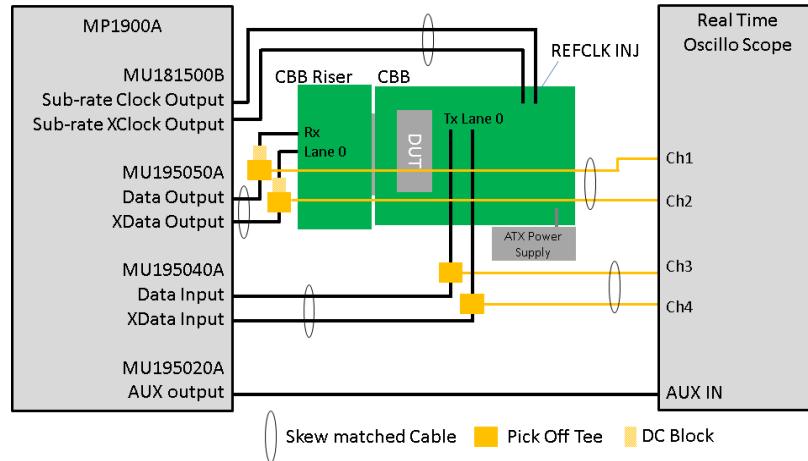 MP1900A
MU181500B
Sub-rate Clock Output
Sub-rate XClock Output
MU195050A
Data Output
XData Output
MU195040A
Data Input
XData Input
MU195020A
AUX output
CBB Riser
CBB
REFCLK INJ
Rx
Lane 0
Tx Lane 0
DUT
ATX Power
Supply
Real Time
Oscillo Scope
Ch1
Ch2
Ch3
Ch4
AUX IN
Skew matched Cable
Pick Off Tee
DC Block